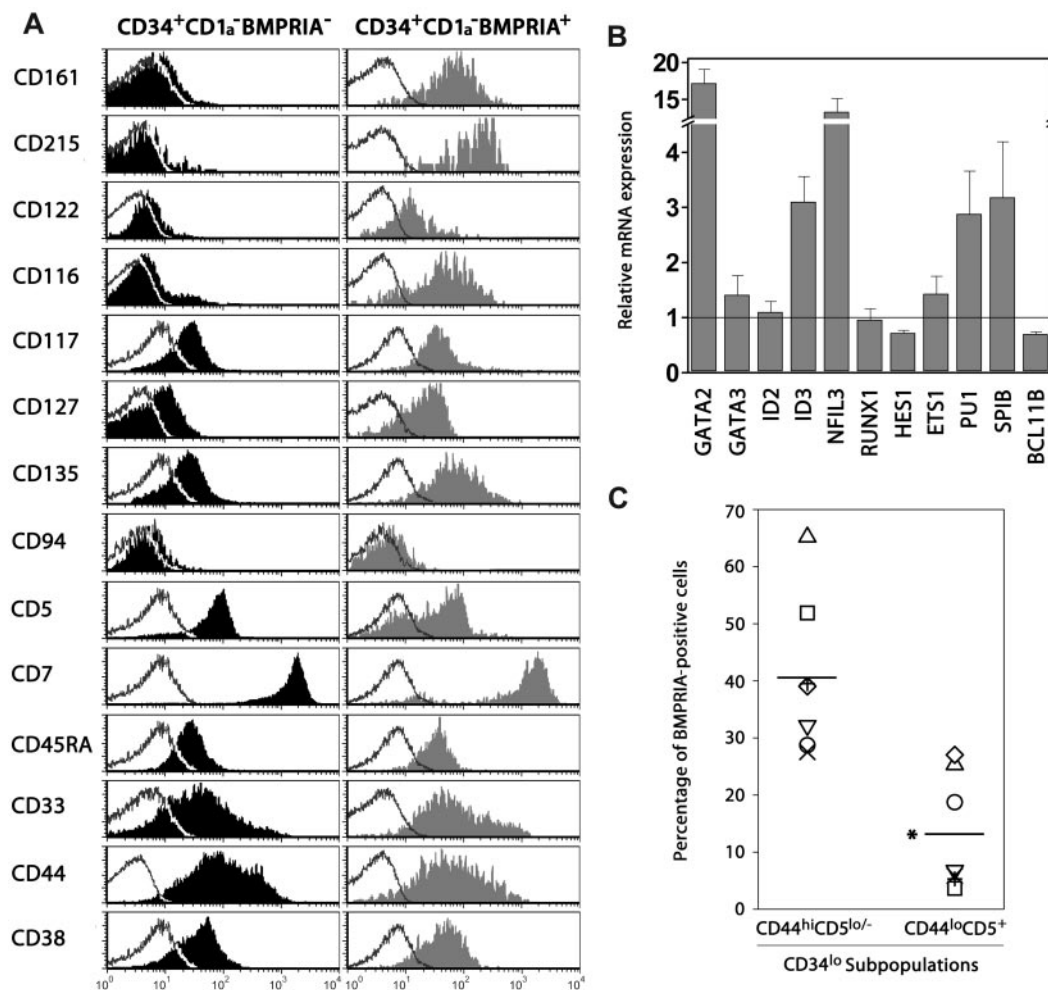 A
CD34+CD1a-BMPRIA- CD34+CD1a-BMPRIA+
CD161
CD215
CD122
CD116
CD117
CD127
CD135
CD94
CD5
CD7
CD45RA
CD33
CD44
CD38
10^0 10^1 10^2 10^3 10^4 10^0 10^1 10^2 10^3 10^4
B
Relative mRNA expression
20
15
4
3
2
1
0
GATA2
GATA3
ID2
ID3
NFIL3
RUNX1
HES1
ETS1
PU1
SPIB
BCL11B
C
Percentage of BMPRIA-positive cells
70
60
50
40
30
20
10
0
*
CD44hiCD5lo/- CD44loCD5+
CD34lo Subpopulations